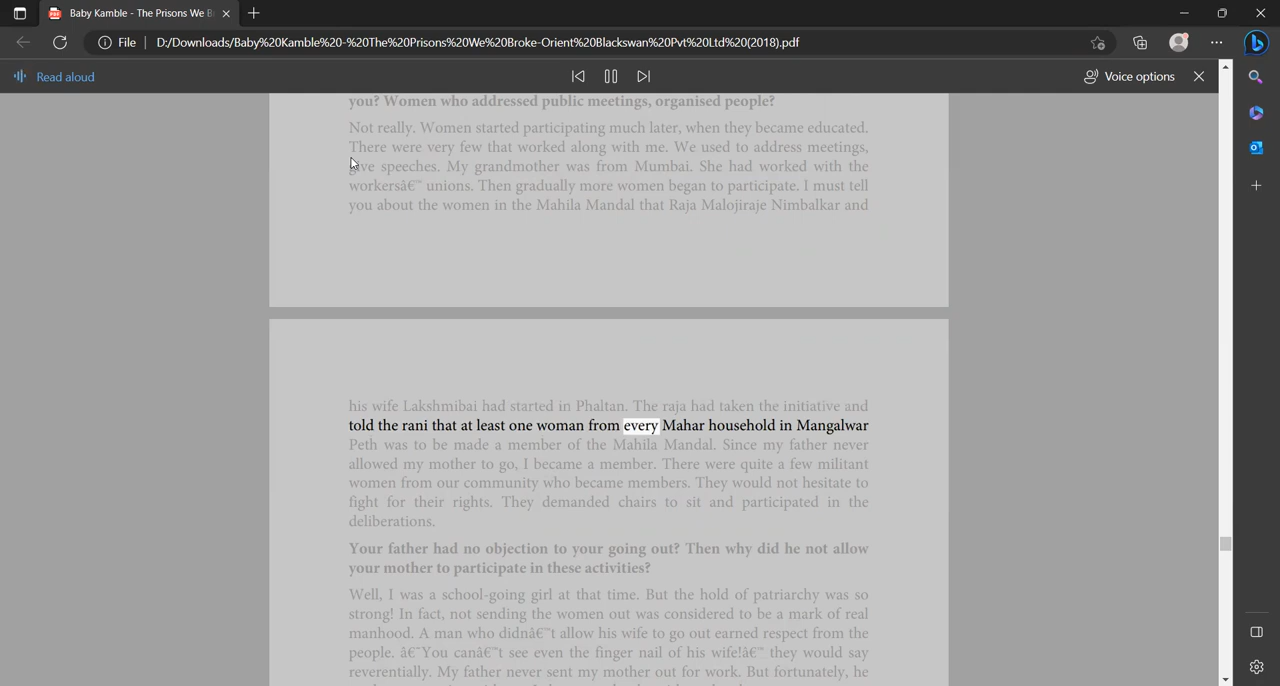 Baby Kamble - The Prisons We B
File
D:/Downloads/Baby%20Kamble%20-%20The%20Prisons%20We%20Broke-Orient%20Blackswan%20Pvt%20Ltd%20(2018).pdf
Read aloud
Voice options
you? Women who addressed public meetings, organised people?
Not really. Women started participating much later, when they became educated.
There were very few that worked along with me. We used to address meetings,
give speeches. My grandmother was from Mumbai. She had worked with the
workersâ€™ unions. Then gradually more women began to participate. I must tell
you about the women in the Mahila Mandal that Raja Malojiraje Nimbalkar and
his wife Lakshmibai had started in Phaltan. The raja had taken the initiative and
told the rani that at least one woman from every Mahar household in Mangalwar
Peth was to be made a member of the Mahila Mandal. Since my father never
allowed my mother to go, I became a member. There were quite a few militant
women from our community who became members. They would not hesitate to
fight for their rights. They demanded chairs to sit and participated in the
deliberations.
Your father had no objection to your going out? Then why did he not allow
your mother to participate in these activities?
Well, I was a school-going girl at that time. But the hold of patriarchy was so
strong! In fact, not sending the women out was considered to be a mark of real
manhood. A man who didnâ€™t allow his wife to go out earned respect from the
people. â€˜You canâ€™t see even the finger nail of his wife!â€™ they would say
reverentially. My father never sent my mother out for work. But fortunately, he